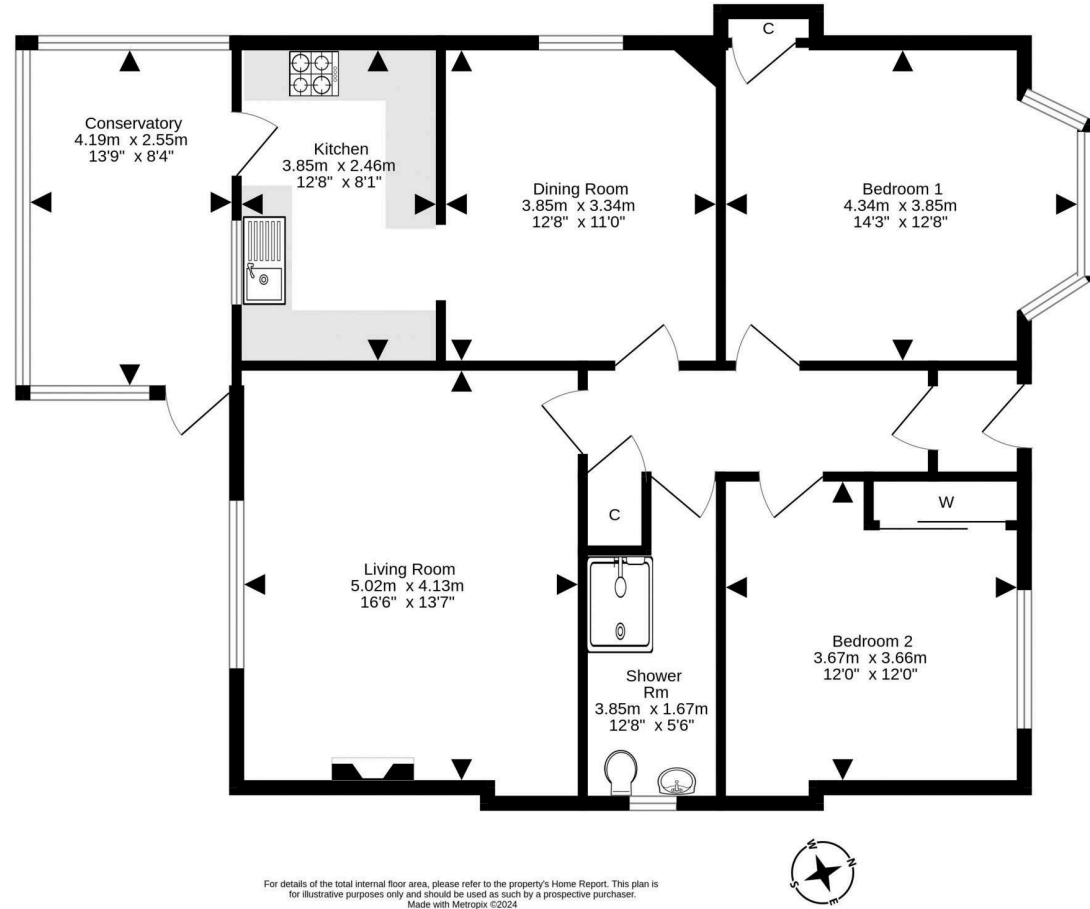 C
Conservatory
4.19m x 2.55m
13'9" x 8'4"
Kitchen
3.85m x 2.46m
12'8" x 8'1"
Dining Room
3.85m x 3.34m
12'8" x 11'0"
Bedroom 1
4.34m x 3.85m
14'3" x 12'8"
W
C
Living Room
5.02m x 4.13m
16'6" x 13'7"
Bedroom 2
3.67m x 3.66m
12'0" x 12'0"
Shower
Rm
3.85m x 1.67m
12'8" x 5'6"
W
N
S
E
For details of the total internal floor area, please refer to the property's Home Report. This plan is
for illustrative purposes only and should be used as such by a prospective purchaser.
Made with Metropix ©2024